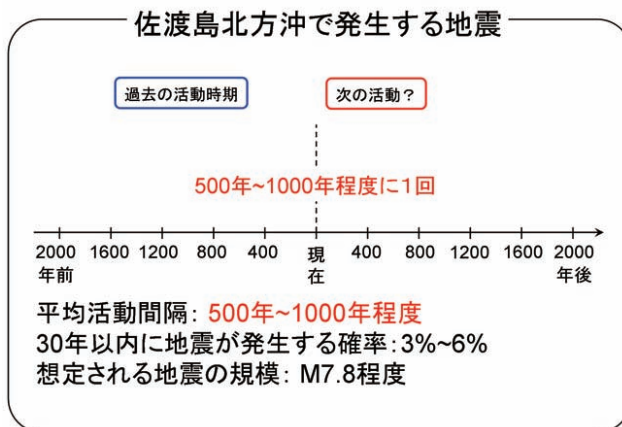 佐渡島北方沖で発生する地震
過去の活動時期
次の活動？
500年~1000年程度に1回
2000 1600 1200 800 400 現在 400 800 1200 1600 2000
年前 年後
平均活動間隔: 500年~1000年程度
30年以内に地震が発生する確率:3%~6%
想定される地震の規模: M7.8程度